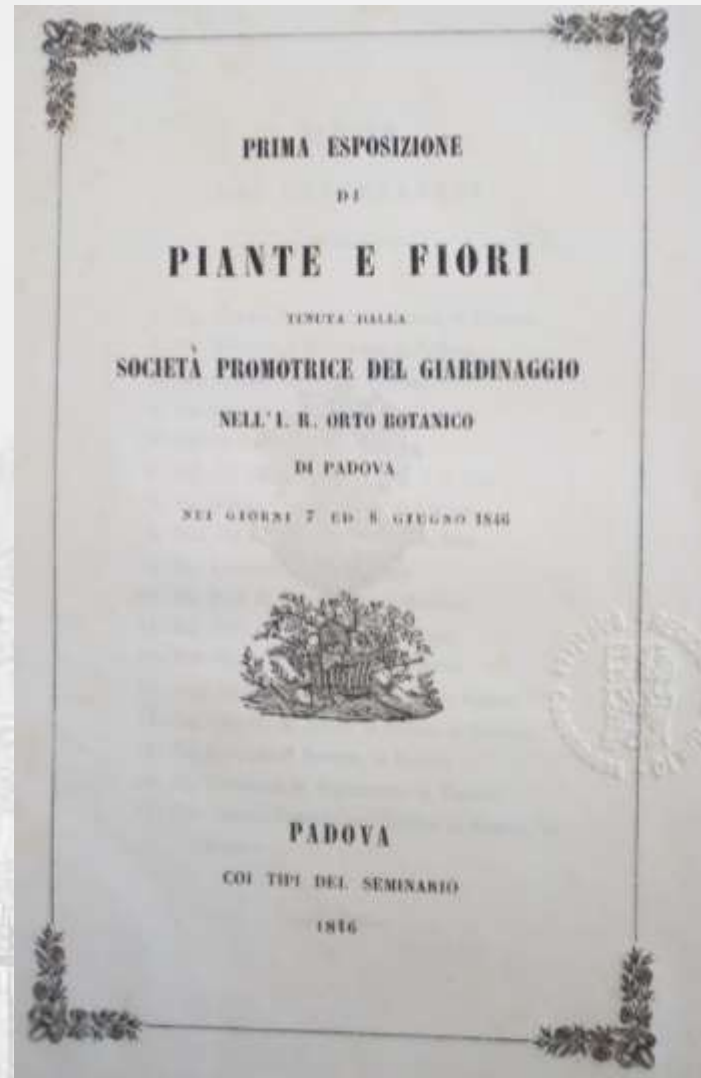 PRIMA ESPOSIZIONE
DI
PIANTE E FIORI
TENUTA DALLA
SOCIETÀ PROMOTRICE DEL GIARDINAGGIO
NELL' I. R. ORTO BOTANICO
DI PADOVA
NEI GIORNI 7 ED 8 GIUGNO 1846
PADOVA
COI TIPI DEL SEMINARIO
1846